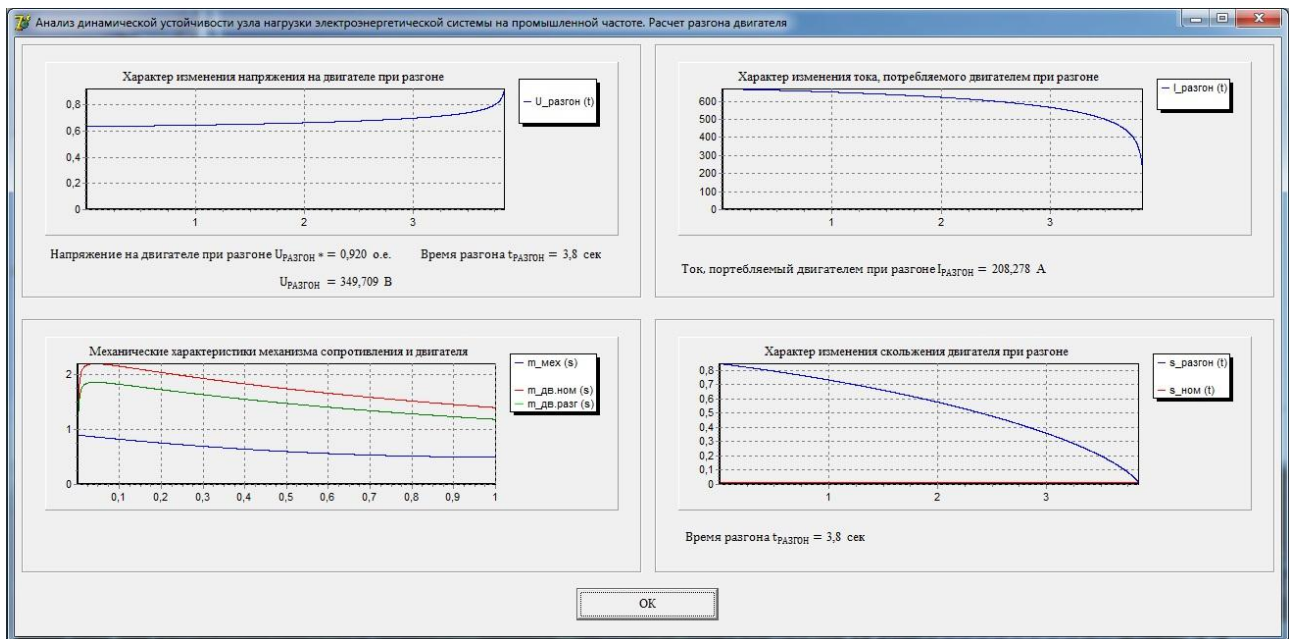 Анализ динамической устойчивости узла нагрузки электроэнергетической системы на промышленной частоте. Расчет разгона двигателя
Характер изменения напряжения на двигателе при разгоне
U_разгон (t)
0,8
0,6
0,4
0,2
0
1 2 3
Напряжение на двигателе при разгоне UРАЗГОН * = 0,920 о.е. Время разгона tРАЗГОН = 3,8 сек
UРАЗГОН = 349,709 В
Характер изменения тока, потребляемого двигателем при разгоне
I_разгон (t)
600
500
400
300
200
100
0
1 2 3
Ток, портебляемый двигателем при разгоне IРАЗГОН = 208,278 А
Механические характеристики механизма сопротивления и двигателя
m_мех (s)
m_дв.ном (s)
m_дв.разг (s)
2
1
0
0,1 0,2 0,3 0,4 0,5 0,6 0,7 0,8 0,9 1
Характер изменения скольжения двигателя при разгоне
s_разгон (t)
s_ном (t)
0,8
0,7
0,6
0,5
0,4
0,3
0,2
0,1
0
1 2 3
Время разгона tРАЗГОН = 3,8 сек
OK